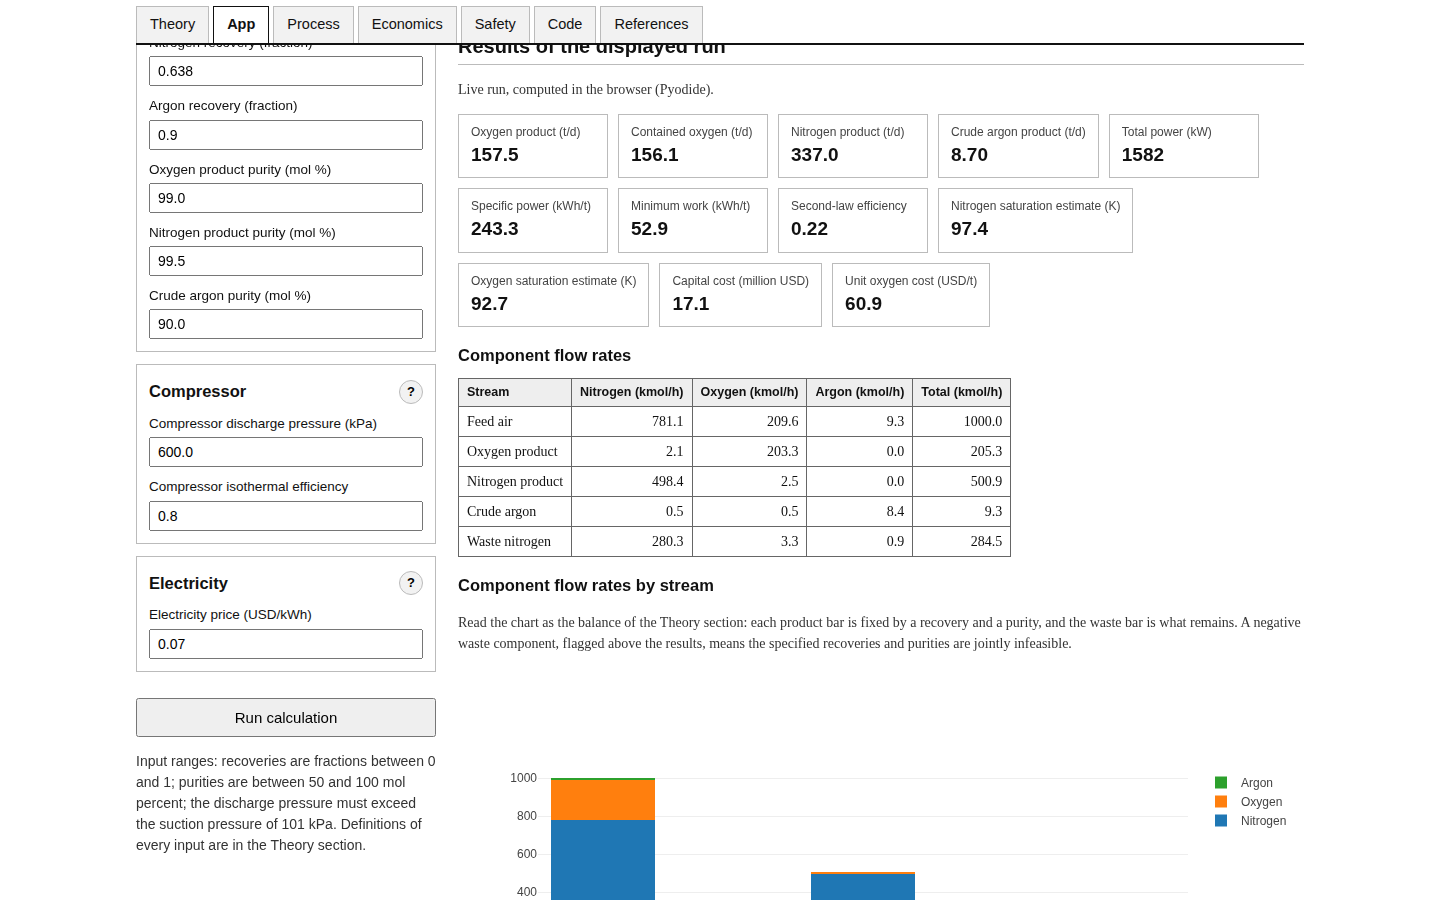 Theory
App
Process
Economics
Safety
Code
References
Nitrogen recovery (fraction)
0.638
Argon recovery (fraction)
0.9
Oxygen product purity (mol %)
99.0
Nitrogen product purity (mol %)
99.5
Crude argon purity (mol %)
90.0
Compressor
?
Compressor discharge pressure (kPa)
600.0
Compressor isothermal efficiency
0.8
Electricity
?
Electricity price (USD/kWh)
0.07
Run calculation
Input ranges: recoveries are fractions between 0
and 1; purities are between 50 and 100 mol
percent; the discharge pressure must exceed
the suction pressure of 101 kPa. Definitions of
every input are in the Theory section.
Results of the displayed run
Live run, computed in the browser (Pyodide).
Oxygen product (t/d)
157.5
Contained oxygen (t/d)
156.1
Nitrogen product (t/d)
337.0
Crude argon product (t/d)
8.70
Total power (kW)
1582
Specific power (kWh/t)
243.3
Minimum work (kWh/t)
52.9
Second-law efficiency
0.22
Nitrogen saturation estimate (K)
97.4
Oxygen saturation estimate (K)
92.7
Capital cost (million USD)
17.1
Unit oxygen cost (USD/t)
60.9
Component flow rates
Stream Nitrogen (kmol/h) Oxygen (kmol/h) Argon (kmol/h) Total (kmol/h)
Feed air 781.1 209.6 9.3 1000.0
Oxygen product 2.1 203.3 0.0 205.3
Nitrogen product 498.4 2.5 0.0 500.9
Crude argon 0.5 0.5 8.4 9.3
Waste nitrogen 280.3 3.3 0.9 284.5
Component flow rates by stream
Read the chart as the balance of the Theory section: each product bar is fixed by a recovery and a purity, and the waste bar is what remains. A negative
waste component, flagged above the results, means the specified recoveries and purities are jointly infeasible.
1000
800
600
400
Argon
Oxygen
Nitrogen